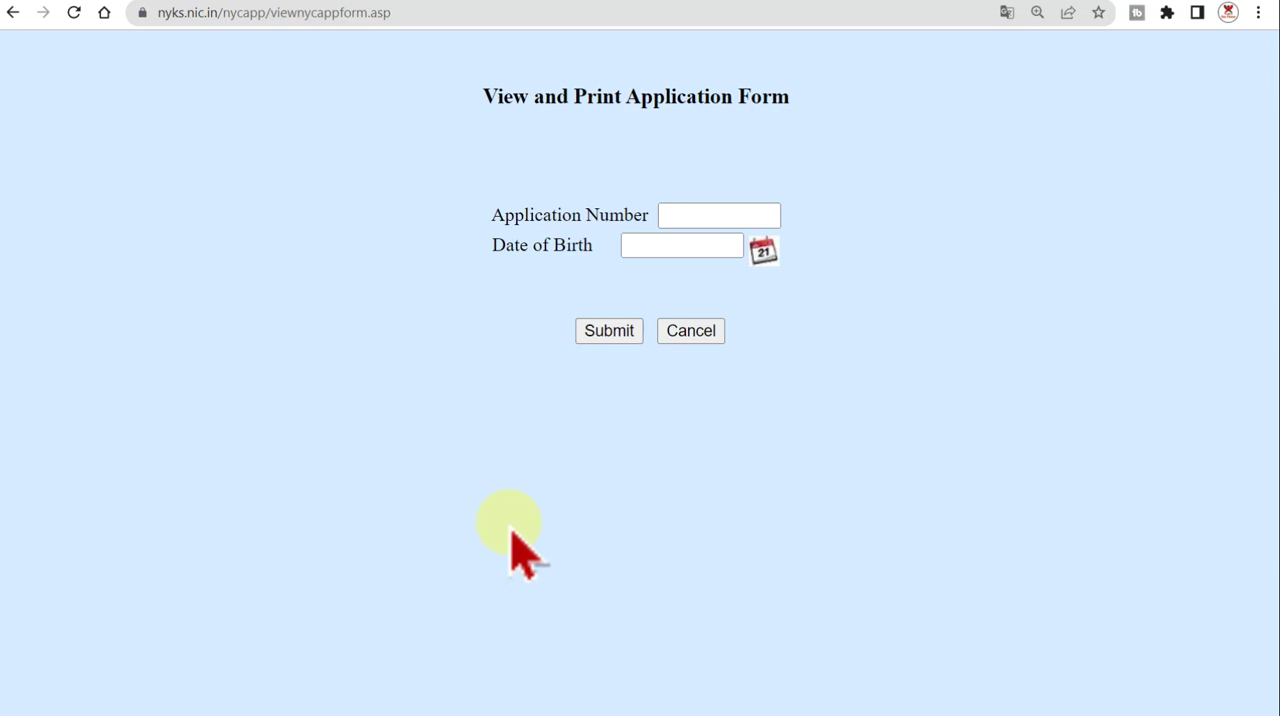 nyks.nic.in/nycapp/viewnycappform.asp
View and Print Application Form
Application Number
Date of Birth
21
Submit Cancel